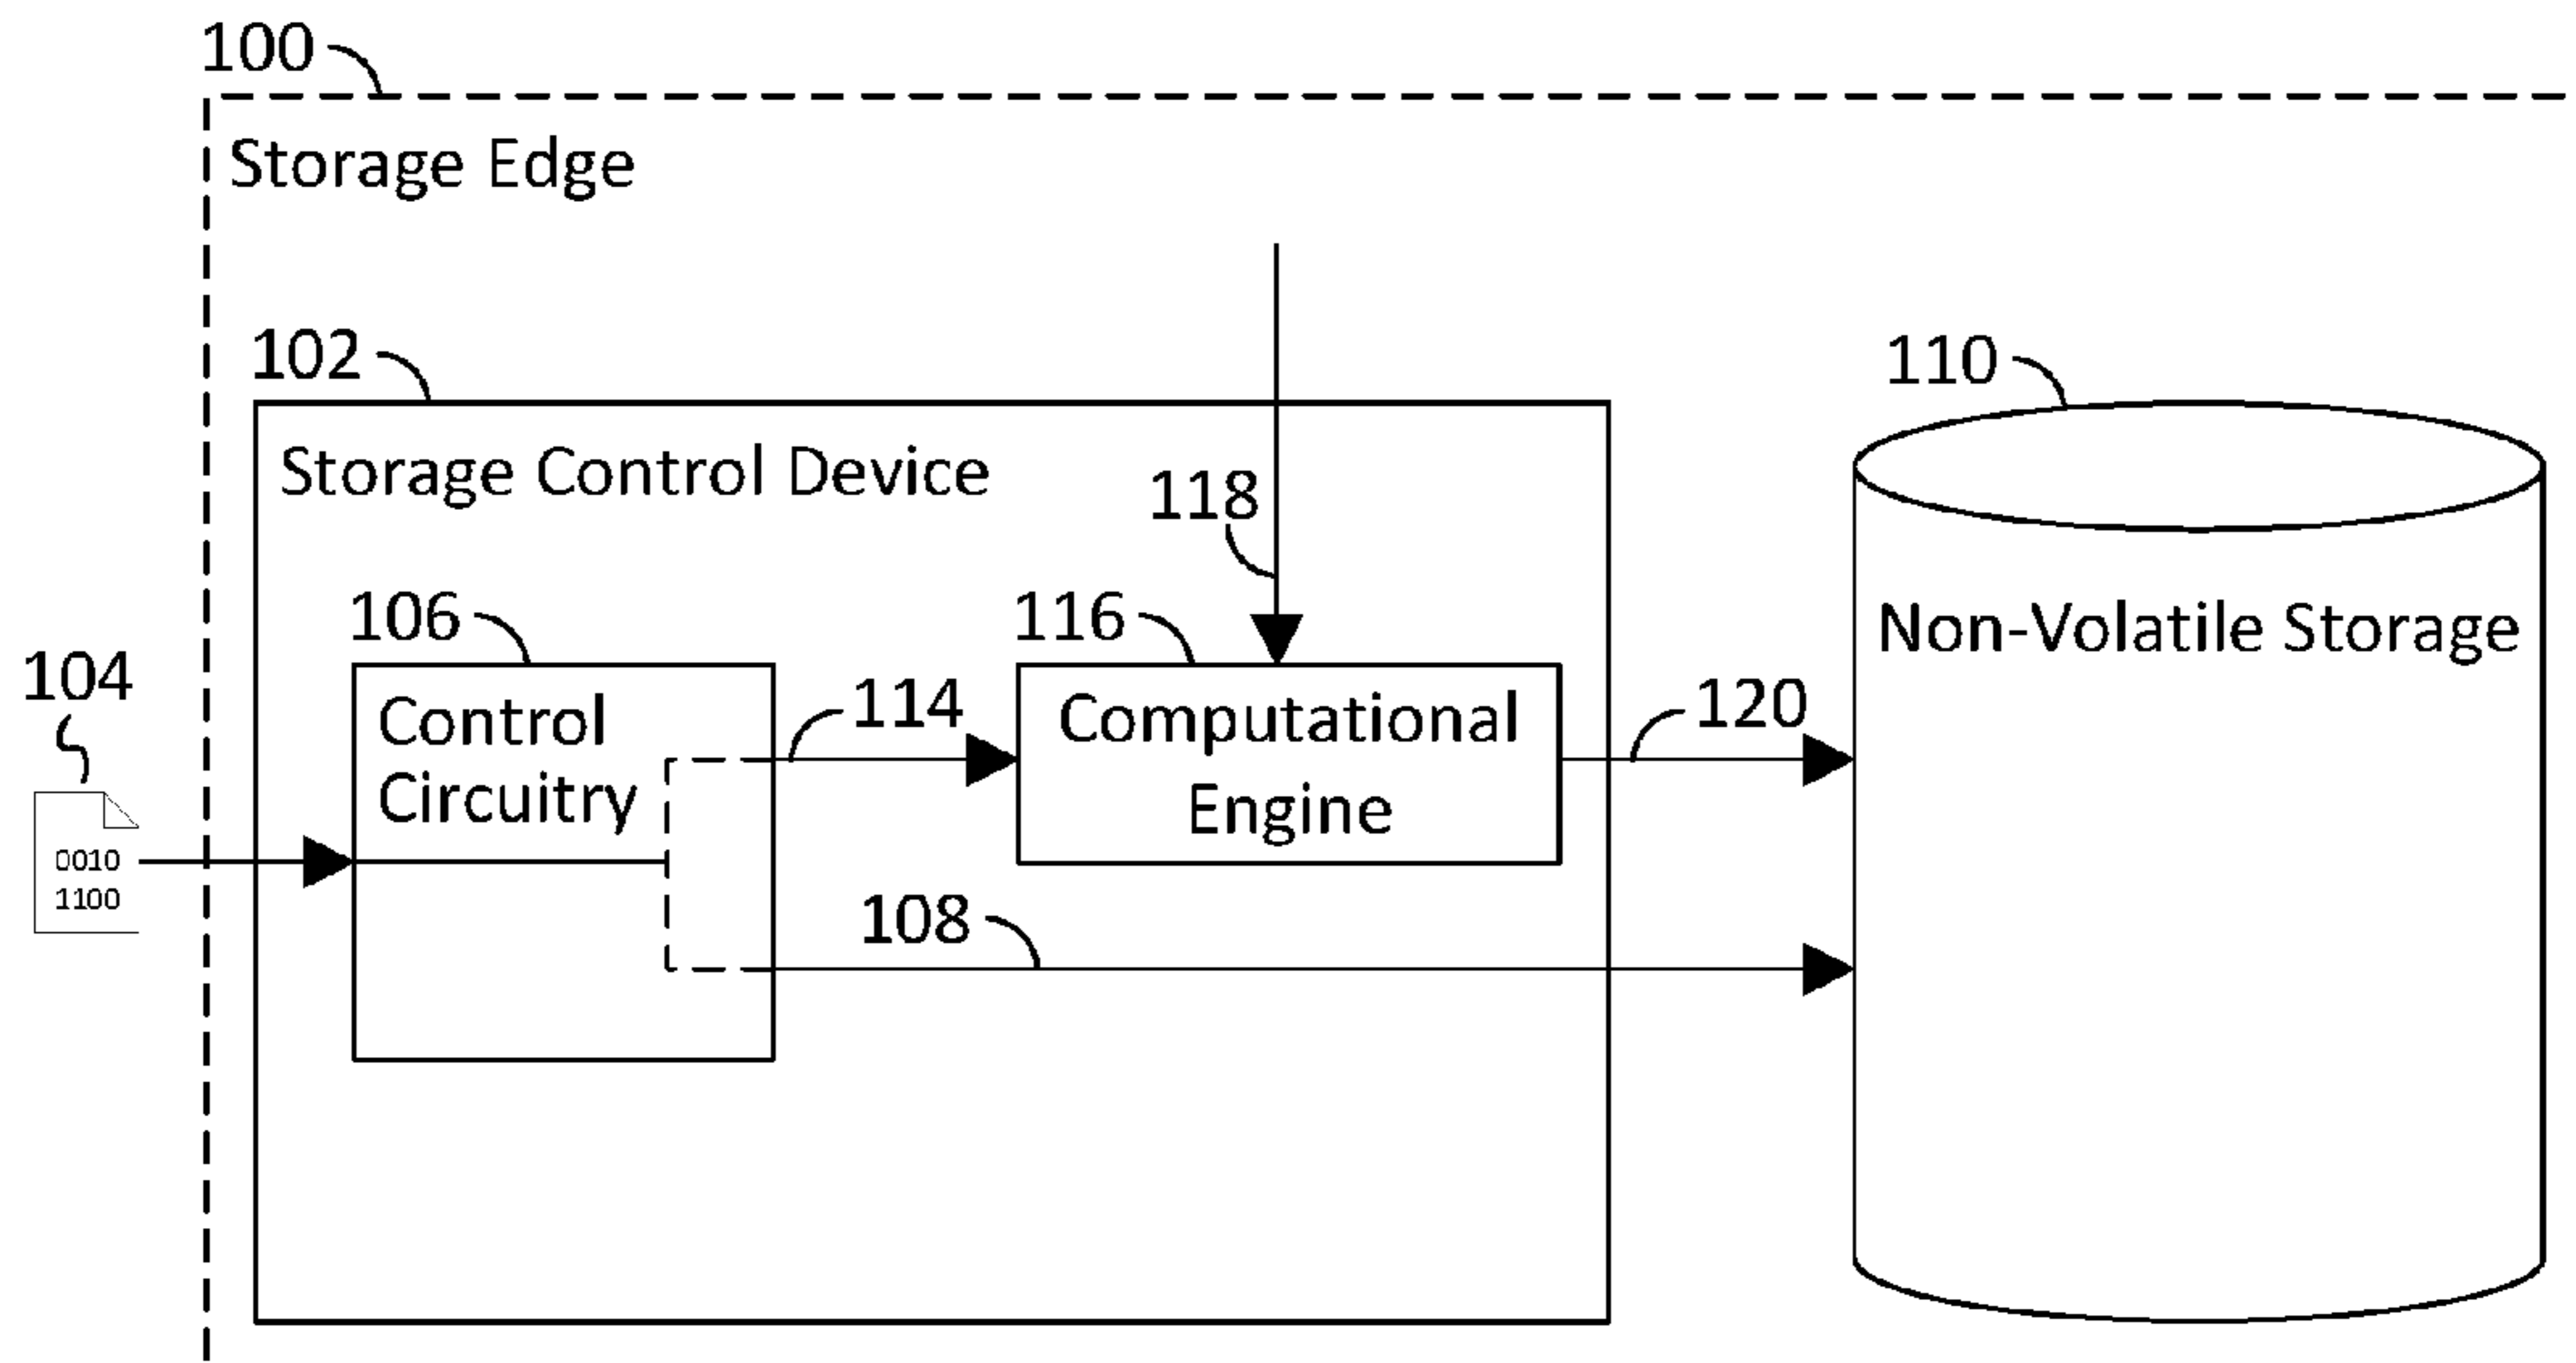 100
Storage Edge
102
110
Storage Control Device
118
106
116
Non-Volatile Storage
104
Control
Circuitry
114
Computational
Engine
120
0010
1100
108